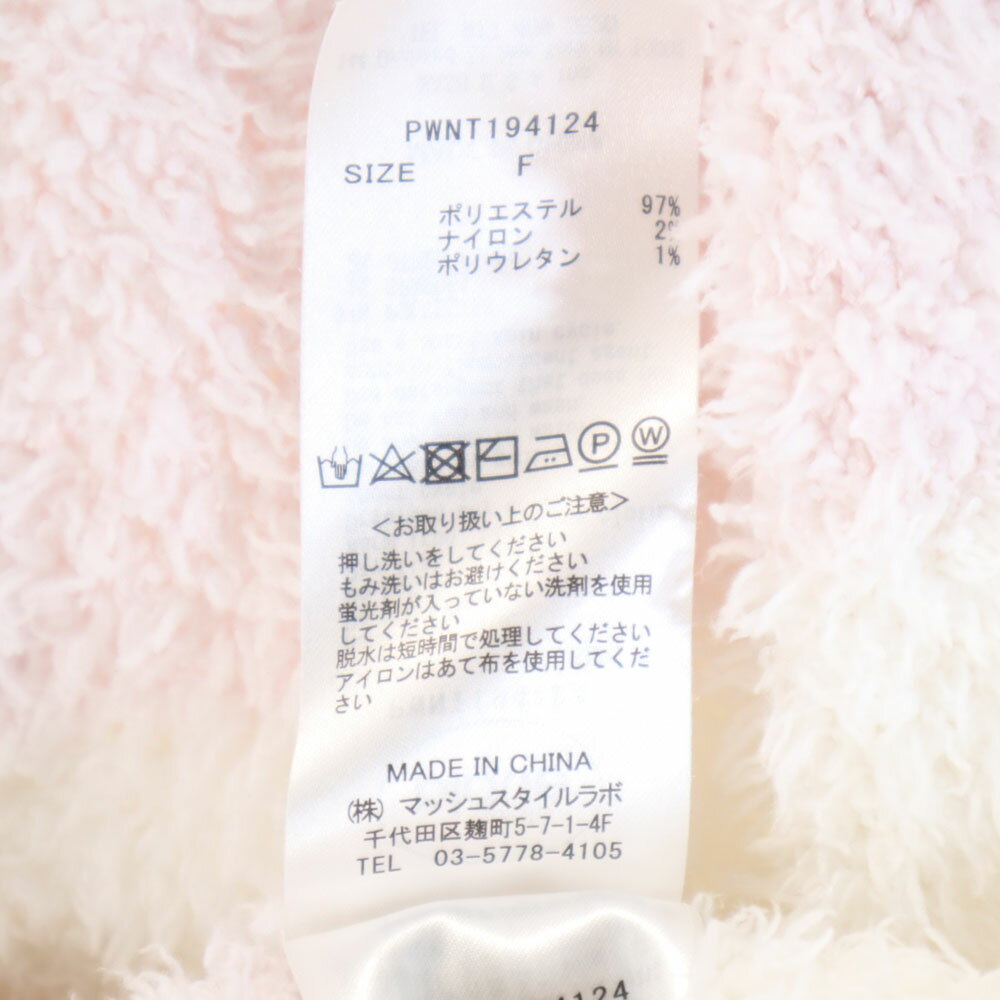 PWNT194124
SIZE F
ポリエステル 97%
ナイロン 2%
ポリウレタン 1%
P W
<お取り扱い上のご注意>
押し洗いをしてください
もみ洗いはお避けください
蛍光剤が入っていない洗剤を使用
してください
脱水は短時間で処理してください
アイロンはあて布を使用してくだ
さい
MADE IN CHINA
(株) マッシュスタイルラボ
千代田区麹町5-7-1-4F
TEL 03-5778-4105
4124